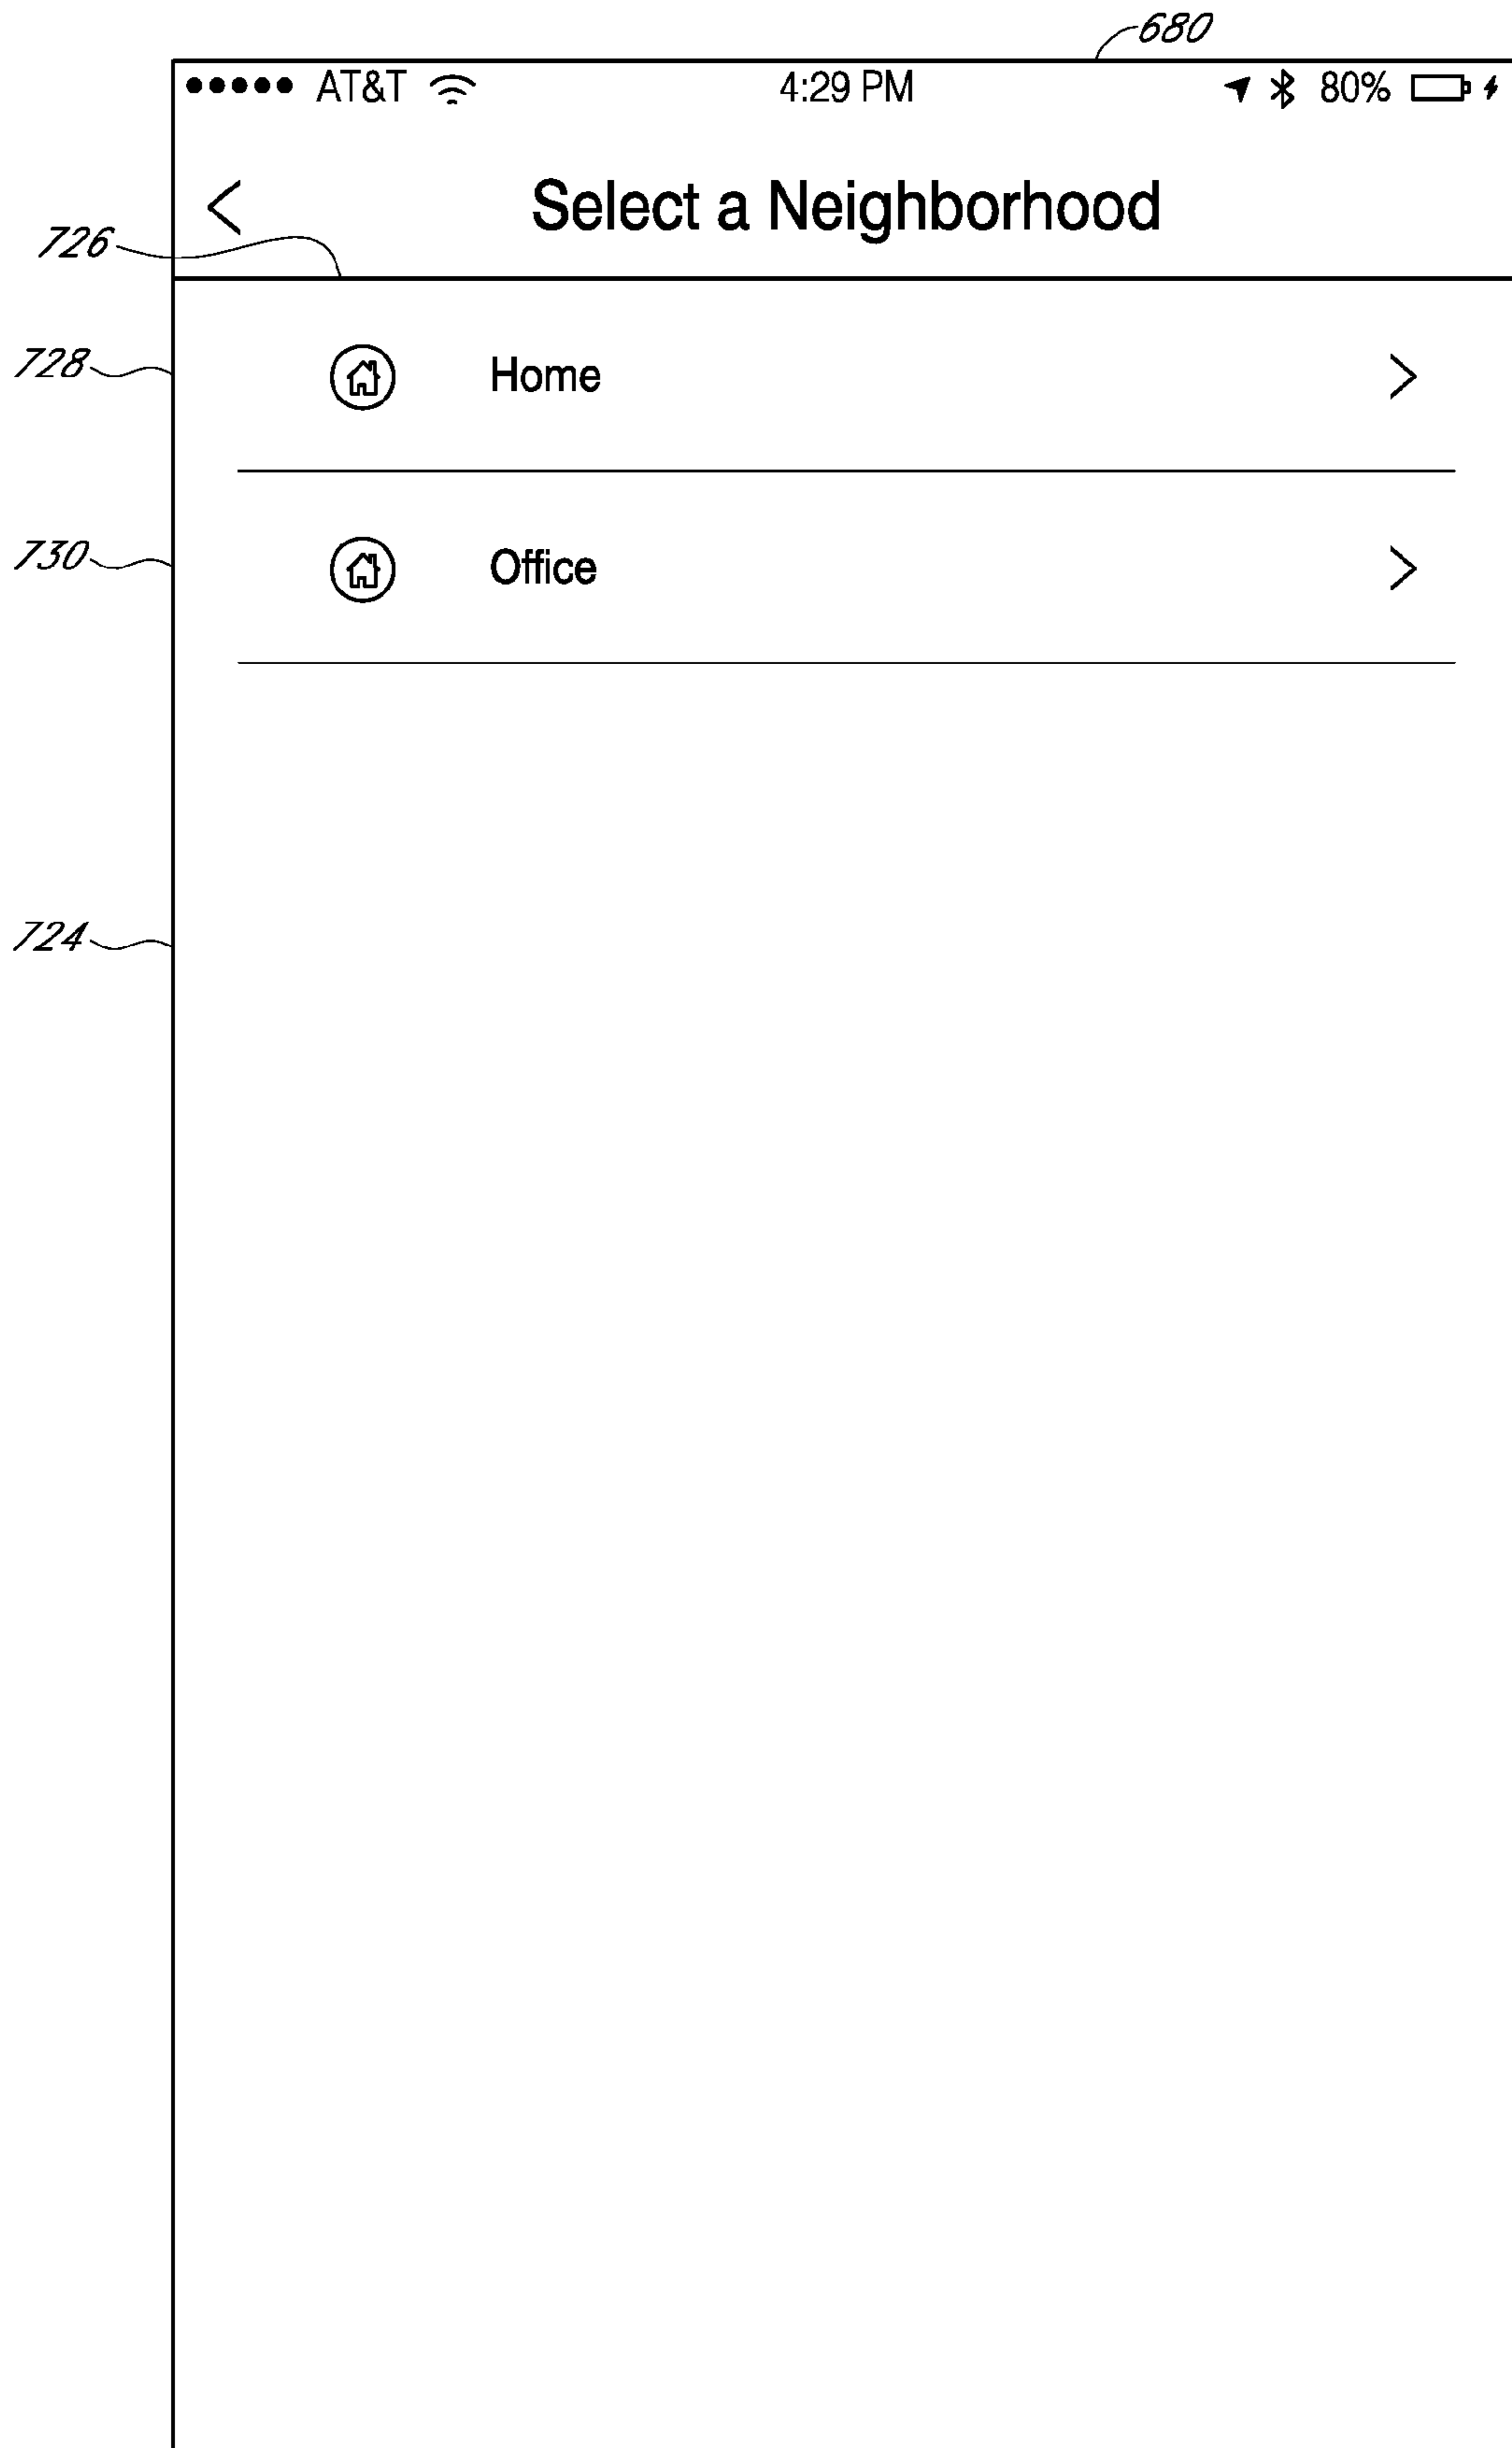 680
AT&T 4:29 PM 80%
Select a Neighborhood
726
728 Home
730 Office
724